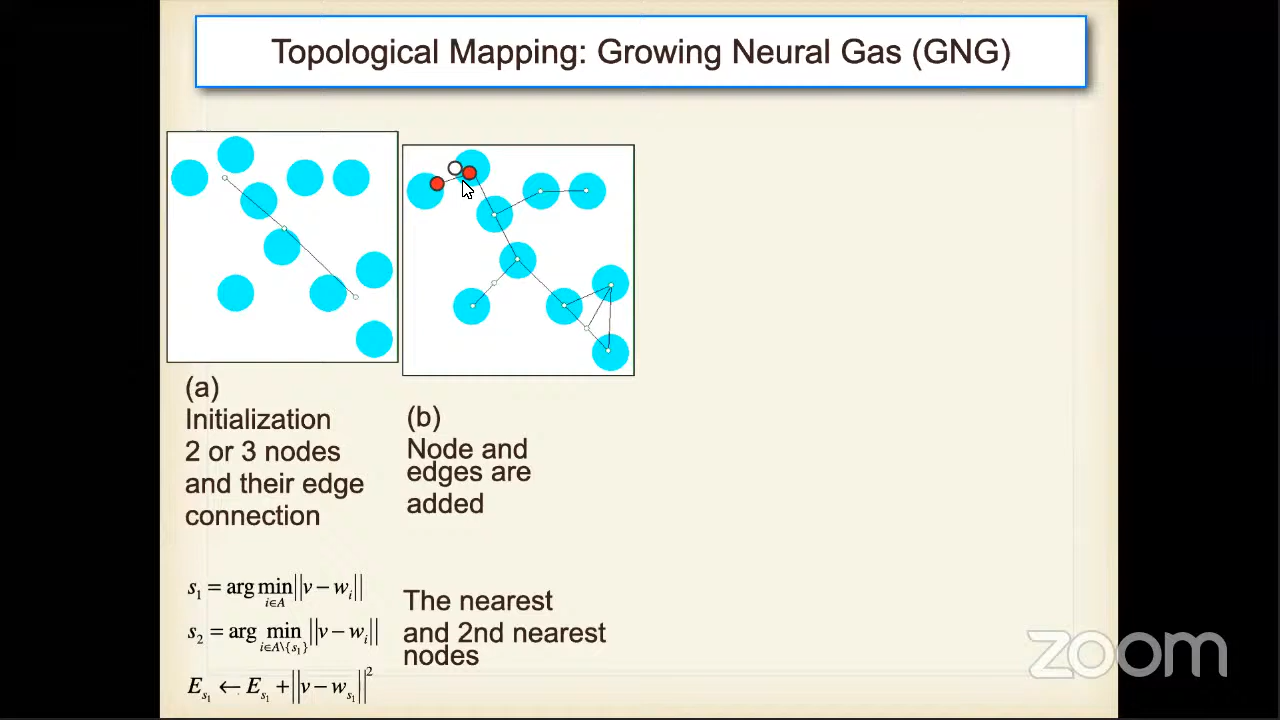 Topological Mapping: Growing Neural Gas (GNG)
(a)
Initialization
2 or 3 nodes
and their edge
connection
(b)
Node and
edges are
added
s₁ = arg min ||v − wᵢ||
i∈A
s₂ = arg min ||v − wᵢ||
i∈A\{s₁}
E_{s₁} ← E_{s₁} + ||v − w_{s₁}||²
The nearest
and 2nd nearest
nodes
zoom